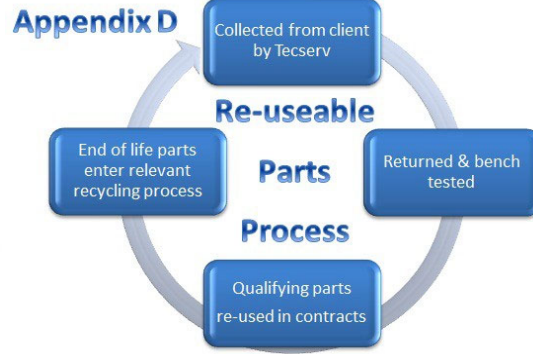 Appendix D
Collected from client
by Tecserv
Re-useable
Parts
Process
Returned & bench
tested
Qualifying parts
re-used in contracts
End of life parts
enter relevant
recycling process